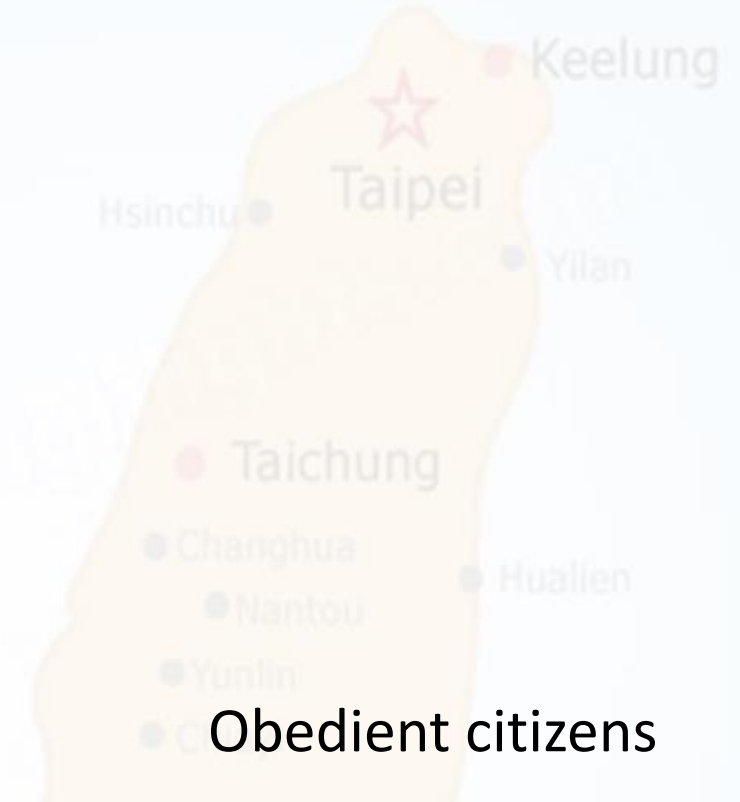 Keelung
Taipei
Hsinchu
Yilan
Taichung
Changhua
Hualien
Nantou
Yunlin
Obedient citizens